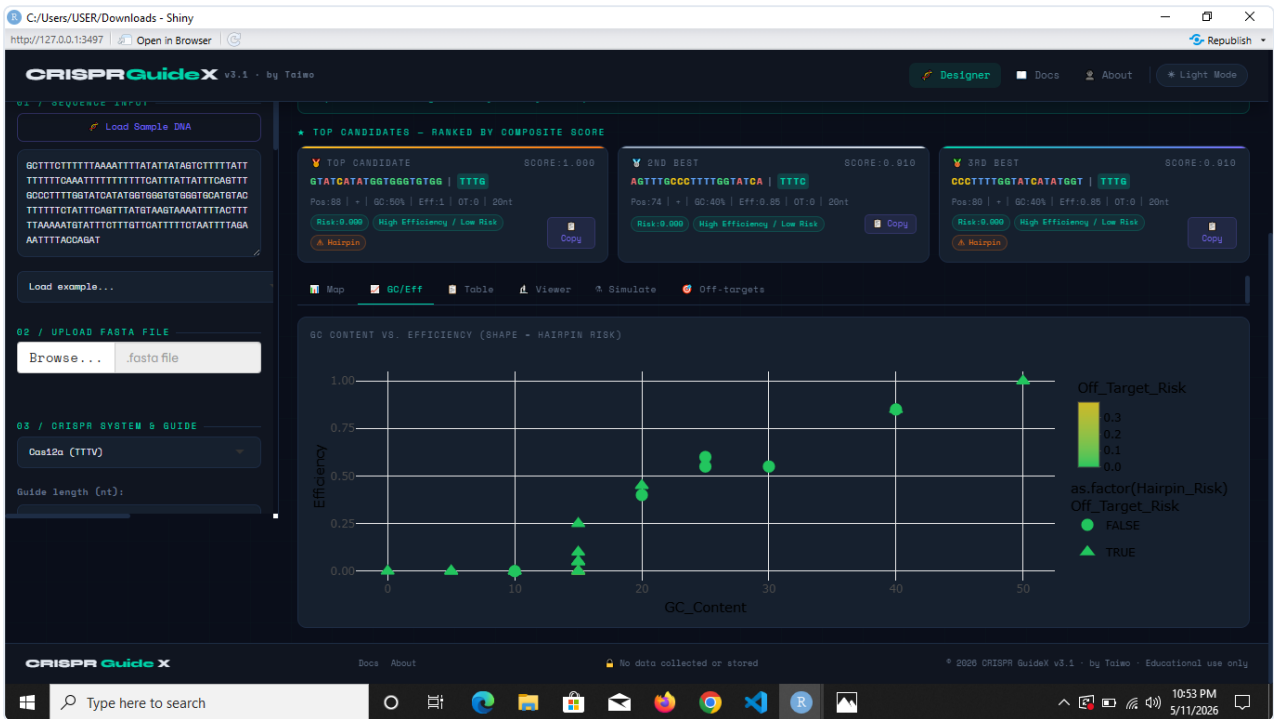 C:/Users/USER/Downloads - Shiny
http://127.0.0.1:3497 Open in Browser Republish
CRISPRGuideX v3.1 · by Taiwo
Designer Docs About Light Mode
01 / SEQUENCE INPUT
Load Sample DNA
GCTTTCTTTTTTAAAATTTTATATTATAGTCTTTTTATT
TTTTTTCAAATTTTTTTTTTTCATTTATTATTTCAGTTT
GCCCTTTTGGTATCATATGGTGGGTGTGGGTGCATGTAC
TTTTTTCTATTTCAGTTTATGTAAGTAAAATTTTACTTT
TTAAAAATGTATTTCTTTGTTCATTTTTCTAATTTTAGA
AATTTTACCAGAT
Load example...
02 / UPLOAD FASTA FILE
Browse... .fasta file
03 / CRISPR SYSTEM & GUIDE
Cas12a (TTTV)
Guide length (nt):
★ TOP CANDIDATES — RANKED BY COMPOSITE SCORE
TOP CANDIDATE SCORE:1.000
GTATCATATGGTGGGTGTGG | TTTG
Pos:88 | + | GC:50% | Eff:1 | OT:0 | 20nt
Risk:0.000 High Efficiency / Low Risk
⚠ Hairpin
Copy
2ND BEST SCORE:0.910
AGTTTGCCCTTTTGGTATCA | TTTC
Pos:74 | + | GC:40% | Eff:0.85 | OT:0 | 20nt
Risk:0.000 High Efficiency / Low Risk
Copy
3RD BEST SCORE:0.910
CCCTTTTGGTATCATATGGT | TTTG
Pos:80 | + | GC:40% | Eff:0.85 | OT:0 | 20nt
Risk:0.000 High Efficiency / Low Risk
⚠ Hairpin
Copy
Map GC/Eff Table Viewer Simulate Off-targets
GC CONTENT VS. EFFICIENCY (SHAPE = HAIRPIN RISK)
1.00
0.75
0.50
0.25
0.00
Efficiency
0 10 20 30 40 50
GC_Content
Off_Target_Risk
0.3
0.2
0.1
0.0
as.factor(Hairpin_Risk)
Off_Target_Risk
FALSE
TRUE
CRISPR Guide X
Docs About
No data collected or stored
© 2026 CRISPR GuideX v3.1 · by Taiwo · Educational use only
Type here to search
10:53 PM
5/11/2026